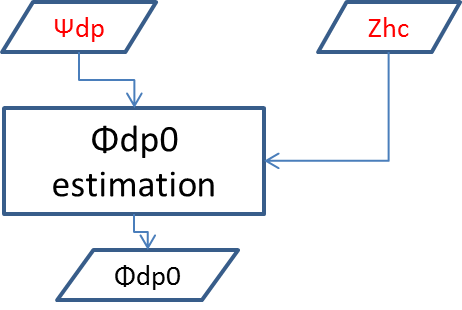 Ψdp
Zhc
Φdp0
estimation
Φdp0